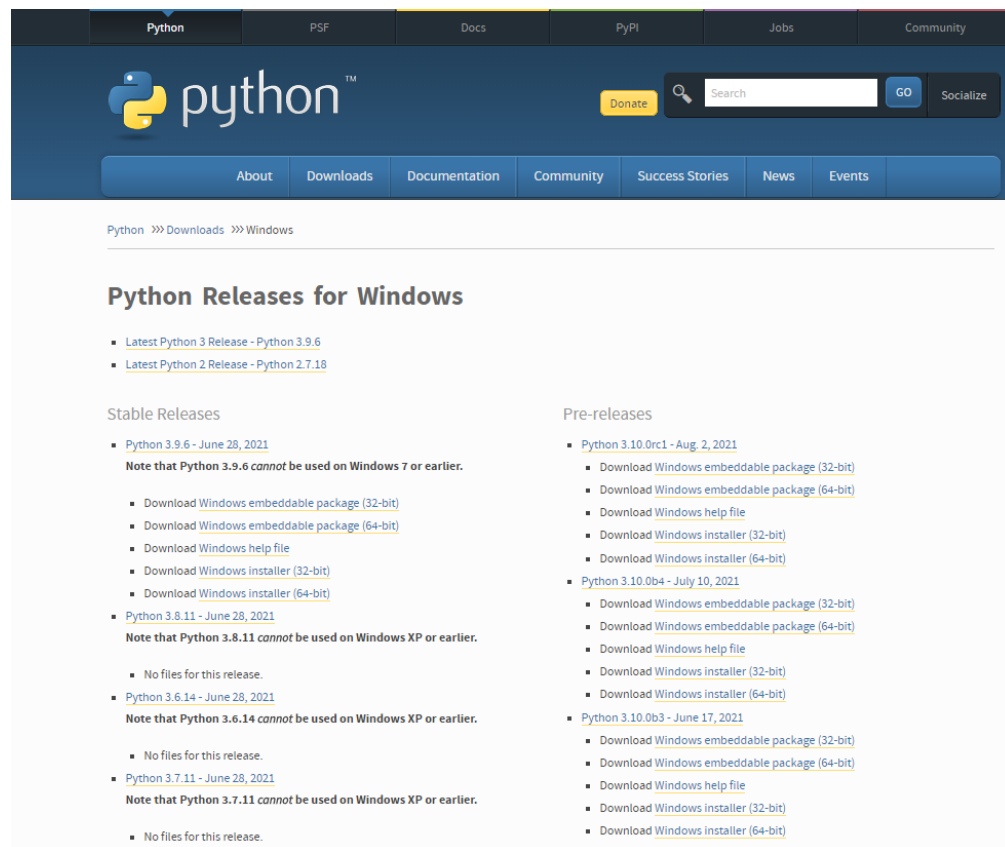 Python PSF Docs PyPI Jobs Community
python™
Donate Search GO Socialize
About Downloads Documentation Community Success Stories News Events
Python >>> Downloads >>> Windows
Python Releases for Windows
Latest Python 3 Release - Python 3.9.6
Latest Python 2 Release - Python 2.7.18
Stable Releases
Python 3.9.6 - June 28, 2021
Note that Python 3.9.6 cannot be used on Windows 7 or earlier.
Download Windows embeddable package (32-bit)
Download Windows embeddable package (64-bit)
Download Windows help file
Download Windows installer (32-bit)
Download Windows installer (64-bit)
Python 3.8.11 - June 28, 2021
Note that Python 3.8.11 cannot be used on Windows XP or earlier.
No files for this release.
Python 3.6.14 - June 28, 2021
Note that Python 3.6.14 cannot be used on Windows XP or earlier.
No files for this release.
Python 3.7.11 - June 28, 2021
Note that Python 3.7.11 cannot be used on Windows XP or earlier.
No files for this release.
Pre-releases
Python 3.10.0rc1 - Aug. 2, 2021
Download Windows embeddable package (32-bit)
Download Windows embeddable package (64-bit)
Download Windows help file
Download Windows installer (32-bit)
Download Windows installer (64-bit)
Python 3.10.0b4 - July 10, 2021
Download Windows embeddable package (32-bit)
Download Windows embeddable package (64-bit)
Download Windows help file
Download Windows installer (32-bit)
Download Windows installer (64-bit)
Python 3.10.0b3 - June 17, 2021
Download Windows embeddable package (32-bit)
Download Windows embeddable package (64-bit)
Download Windows help file
Download Windows installer (32-bit)
Download Windows installer (64-bit)